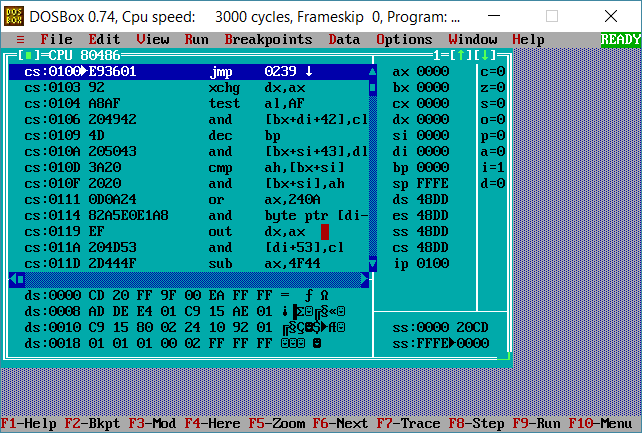 DOSBox 0.74, Cpu speed: 3000 cycles, Frameskip 0, Program: ...
≡ File Edit View Run Breakpoints Data Options Window Help READY
[■]=CPU 80486 1=[↑][↓]
cs:0100►E93601 jmp 0239 ↓ ax 0000 c=0
cs:0103 92 xchg dx,ax bx 0000 z=0
cs:0104 A8AF test al,AF cx 0000 s=0
cs:0106 204942 and [bx+di+42],cl dx 0000 o=0
cs:0109 4D dec bp si 0000 p=0
cs:010A 205043 and [bx+si+43],dl di 0000 a=0
cs:010D 3A20 cmp ah,[bx+si] bp 0000 i=1
cs:010F 2020 and [bx+si],ah sp FFFE d=0
cs:0111 0D0A24 or ax,240A ds 48DD
cs:0114 82A5E0E1A8 and byte ptr [di- es 48DD
cs:0119 EF out dx,ax ss 48DD
cs:011A 204D53 and [di+53],cl cs 48DD
cs:011D 2D444F sub ax,4F44 ip 0100
ds:0000 CD 20 FF 9F 00 EA FF FF = ƒ Ω
ds:0008 AD DE E4 01 C9 15 AE 01 ¡▐Σ☺╔§«☺
ds:0010 C9 15 80 02 24 10 92 01 ╔§Ç☻$►Æ☺ ss:0000 20CD
ds:0018 01 01 01 00 02 FF FF FF ☺☺☺ ☻ ss:FFFE►0000
F1-Help F2-Bkpt F3-Mod F4-Here F5-Zoom F6-Next F7-Trace F8-Step F9-Run F10-Menu